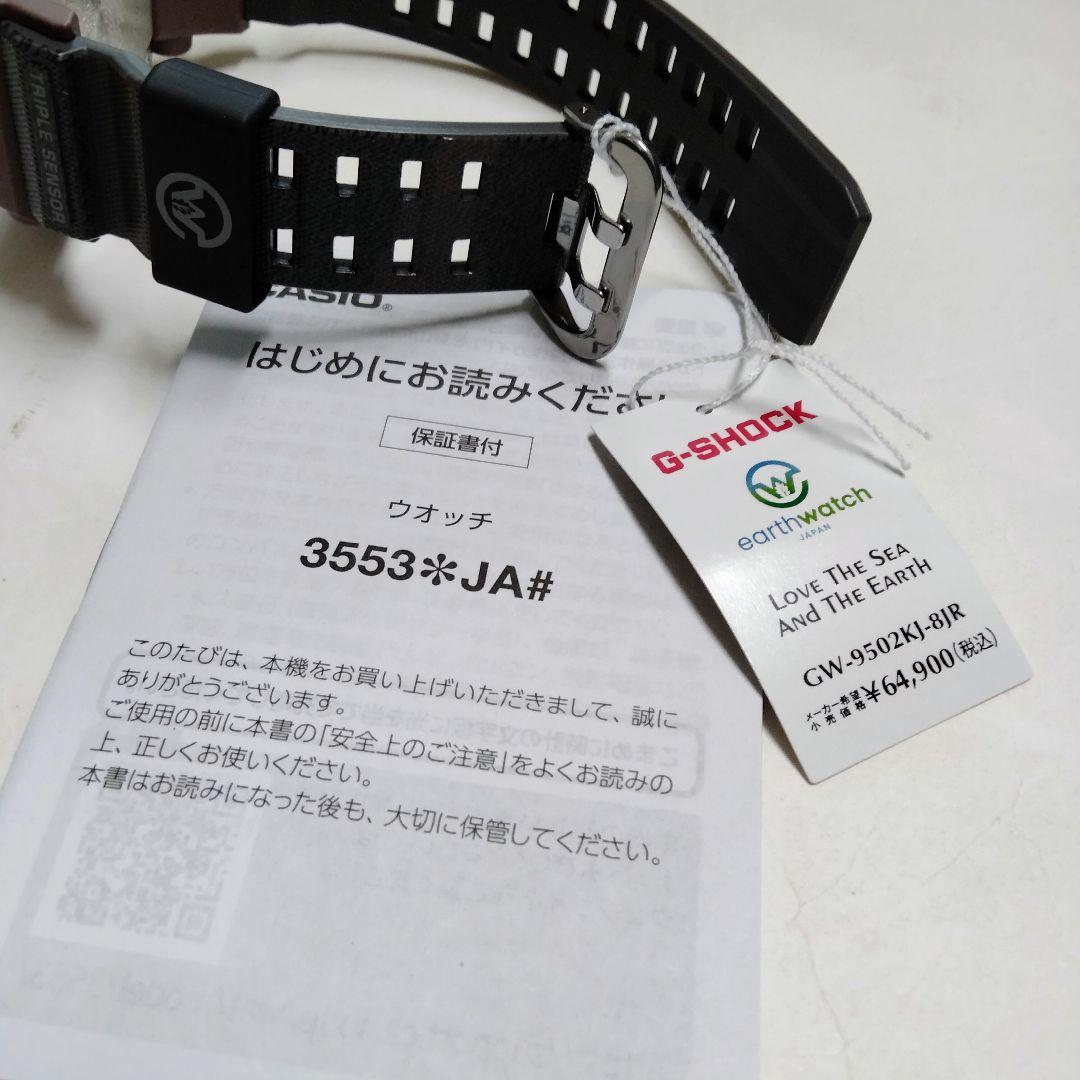 TRIPLE SENSOR
CASIO®
はじめにお読みください。
保証書付
ウオッチ
3553✻JA#
このたびは、本機をお買い上げいただきまして、誠に
ありがとうございます。
ご使用の前に本書の「安全上のご注意」をよくお読みの
上、正しくお使いください。
本書はお読みになった後も、大切に保管してください。
G-SHOCK
earthwatch
JAPAN
LOVE THE SEA
AND THE EARTH
GW-9502KJ-8JR
メーカー希望
小売価格
¥64,900(税込)